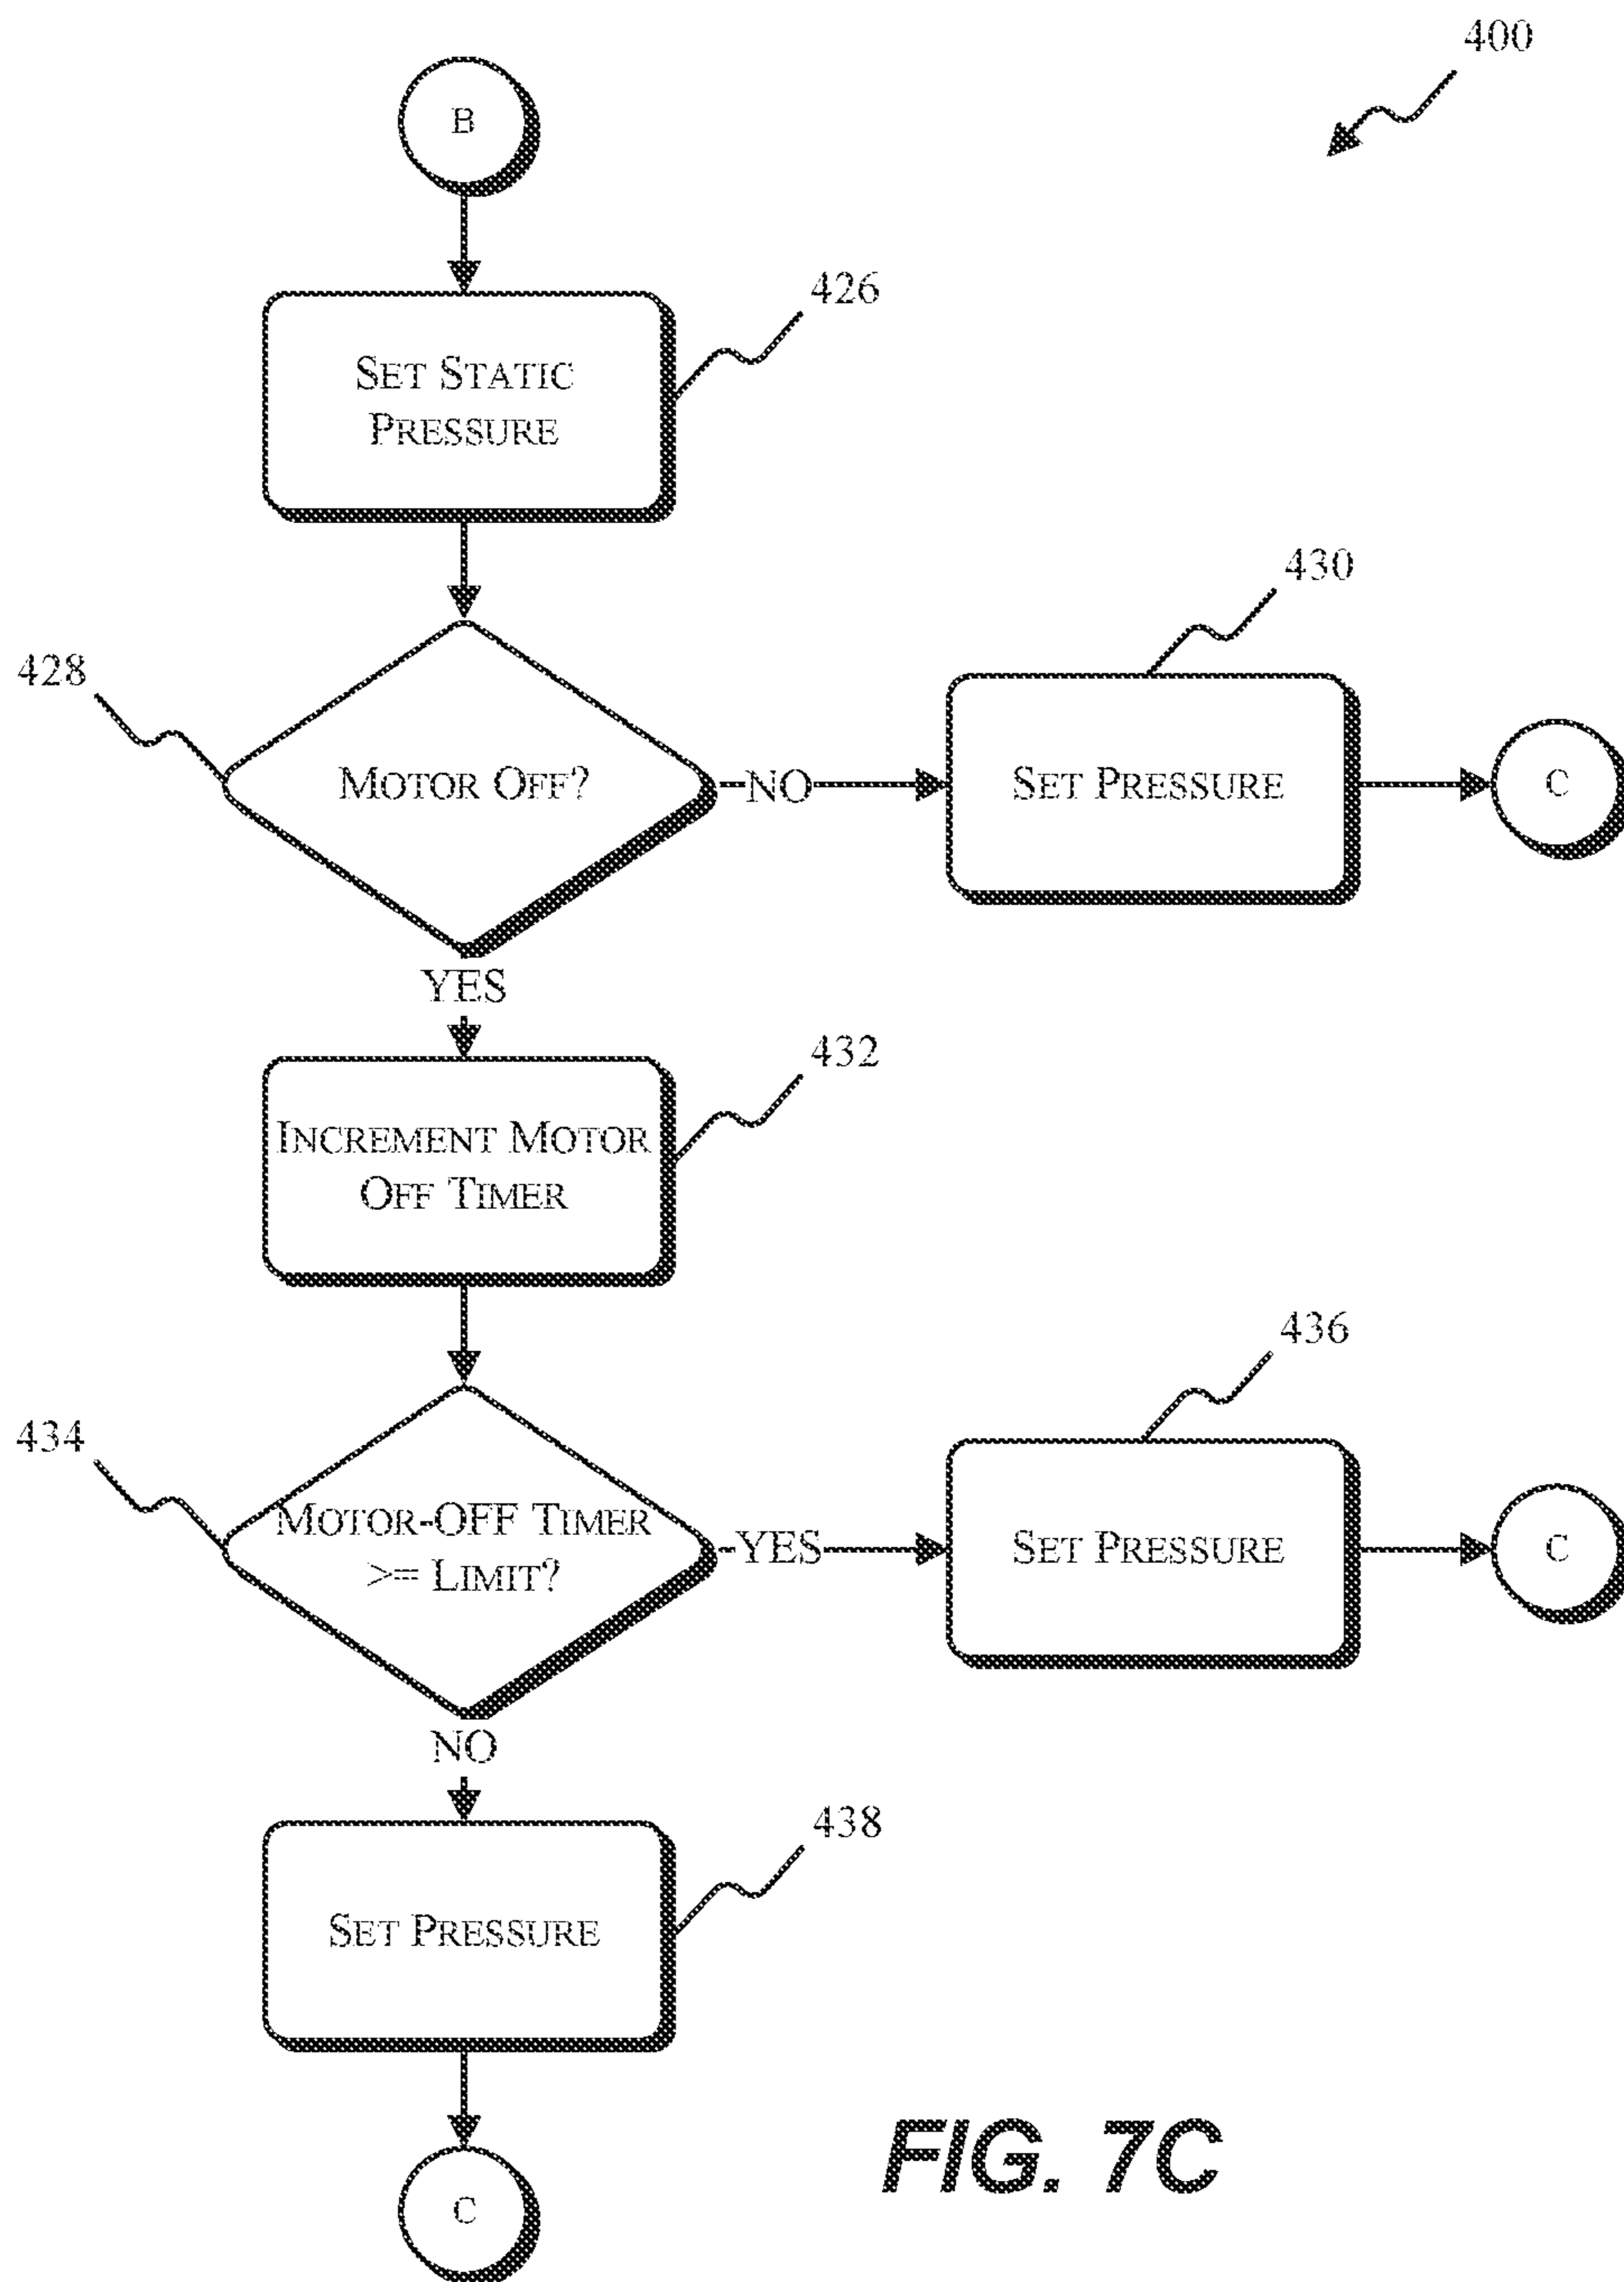 400
B
426
SET STATIC
PRESSURE
430
428
MOTOR OFF?
NO
SET PRESSURE
C
YES
432
INCREMENT MOTOR
OFF TIMER
436
434
MOTOR-OFF TIMER
>= LIMIT?
YES
SET PRESSURE
C
NO
438
SET PRESSURE
C
FIG. 7C